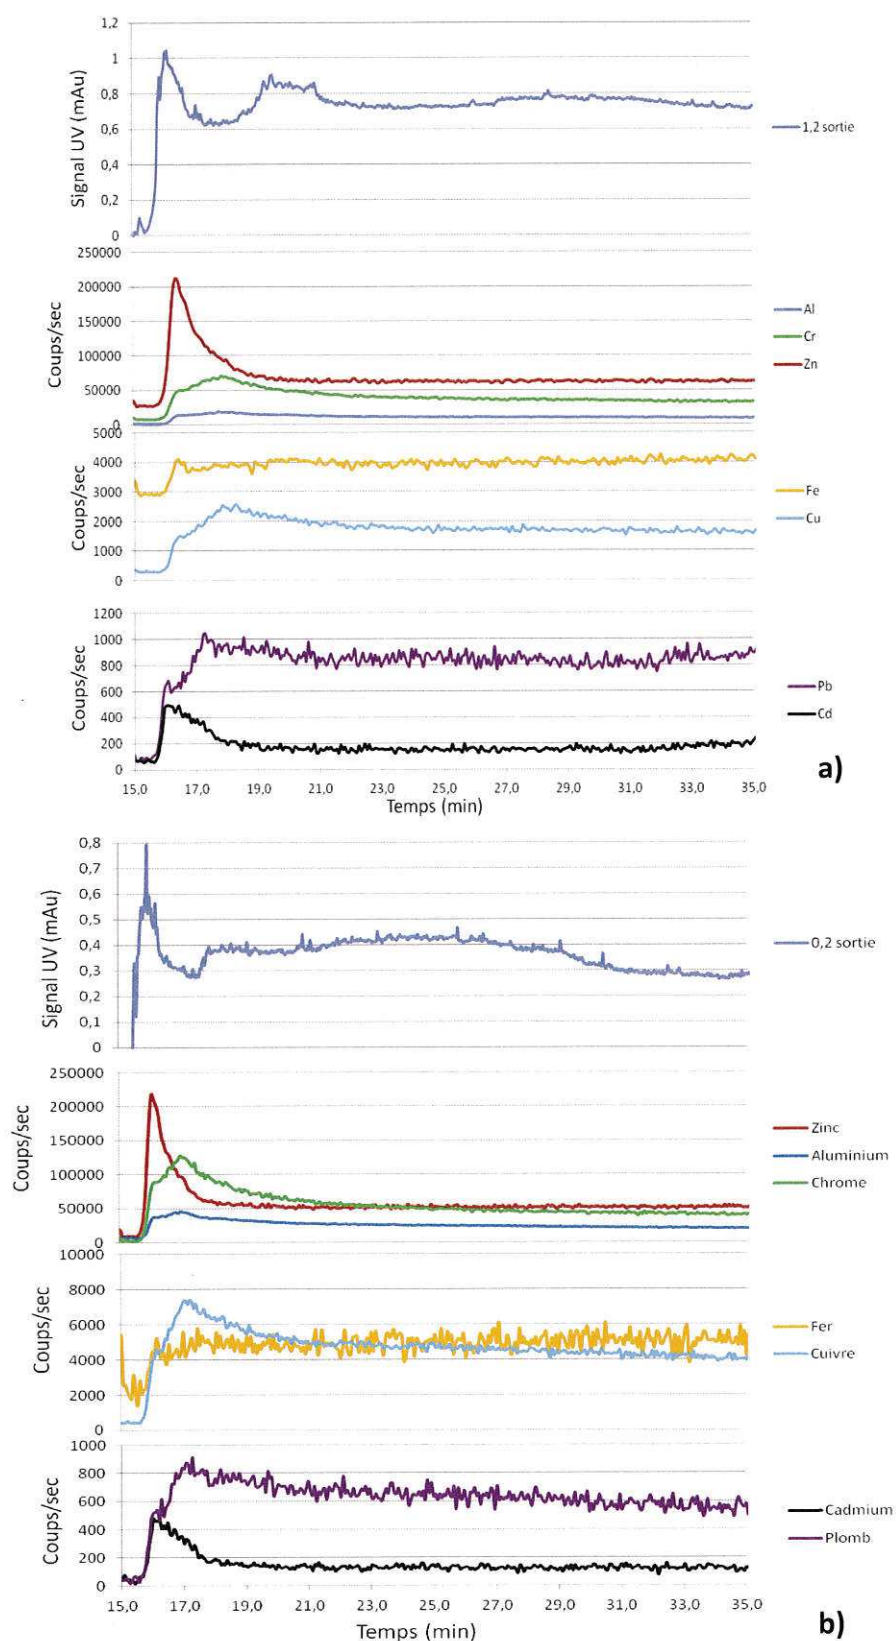 1,2
1
0,8
0,6
0,4
0,2
0
Signal UV (mAu)
1,2 sortie
250000
200000
150000
100000
50000
0
Coups/sec
Al
Cr
Zn
5000
4000
3000
2000
1000
0
Coups/sec
Fe
Cu
1200
1000
800
600
400
200
0
Coups/sec
Pb
Cd
15,0 17,0 19,0 21,0 23,0 25,0 27,0 29,0 31,0 33,0 35,0
Temps (min)
a)
0,8
0,7
0,6
0,5
0,4
0,3
0,2
0,1
0
Signal UV (mAu)
0,2 sortie
250000
200000
150000
100000
50000
0
Coups/sec
Zinc
Aluminium
Chrome
10000
8000
6000
4000
2000
0
Coups/sec
Fer
Cuivre
1000
800
600
400
200
0
Coups/sec
Cadmium
Plomb
15,0 17,0 19,0 21,0 23,0 25,0 27,0 29,0 31,0 33,0 35,0
Temps (min)
b)